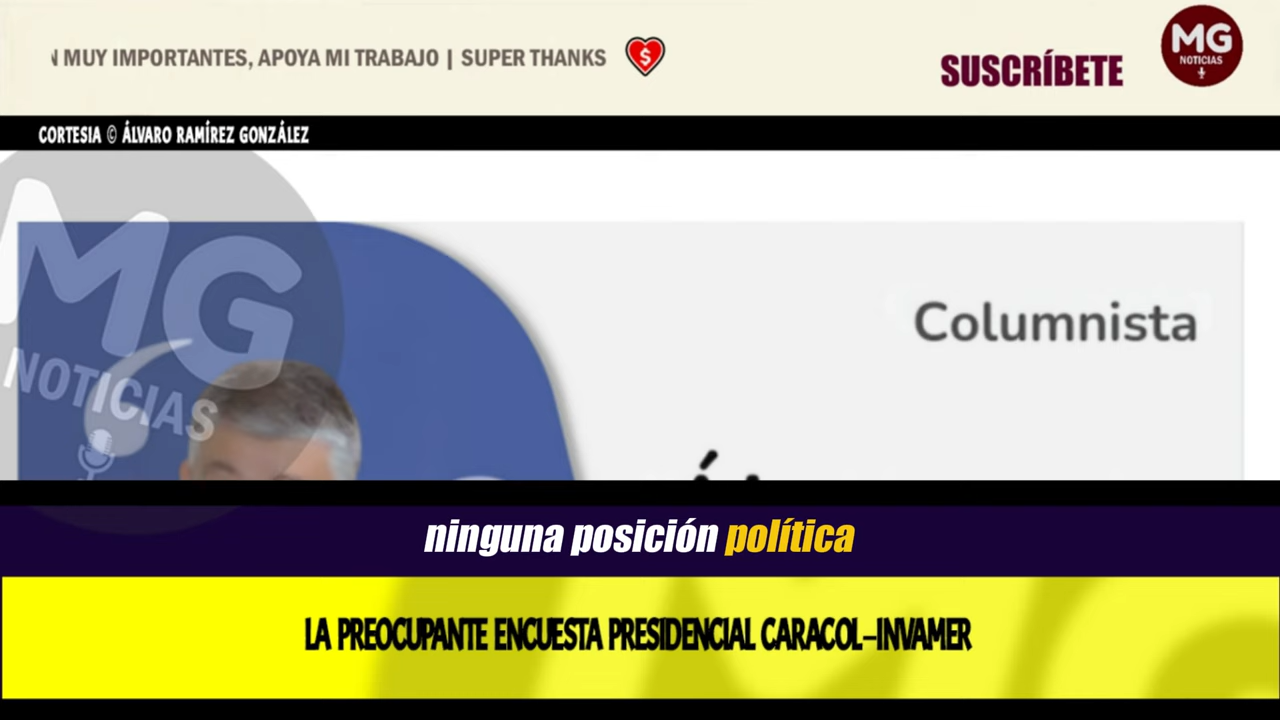 N MUY IMPORTANTES, APOYA MI TRABAJO | SUPER THANKS
$
SUSCRÍBETE
MG
NOTICIAS
CORTESIA © ÁLVARO RAMÍREZ GONZÁLEZ
MG
NOTICIAS
Columnista
ninguna posición política
LA PREOCUPANTE ENCUESTA PRESIDENCIAL CARACOL-INVAMER